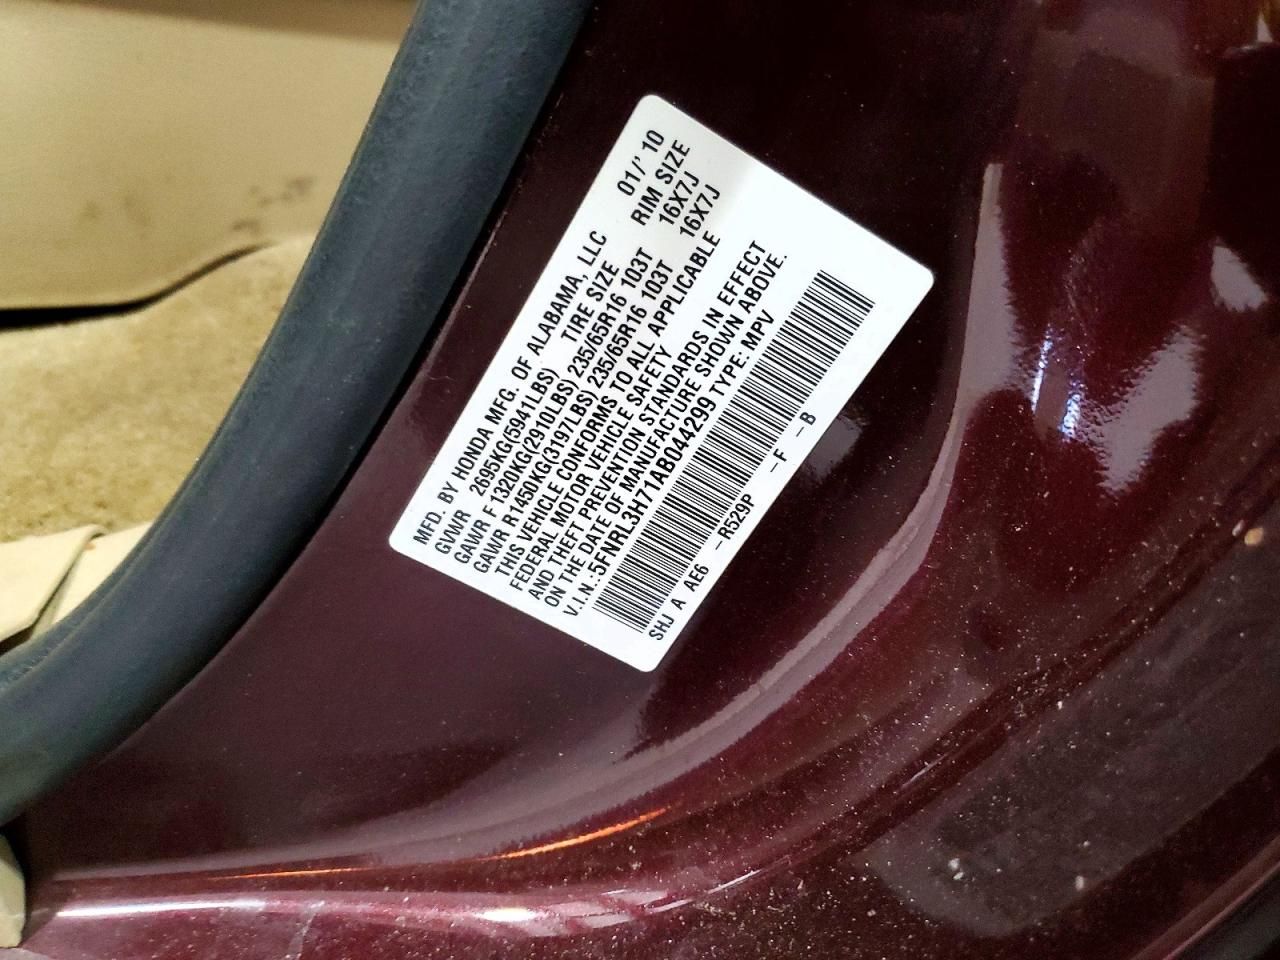 MFD. BY HONDA MFG. OF ALABAMA, LLC 01/'10
GVWR 2695KG(5941LBS) TIRE SIZE RIM SIZE
GAWR F1320KG(2910LBS) 235/65R16 103T 16X7J
GAWR R1450KG(3197LBS) 235/65R16 103T 16X7J
THIS VEHICLE CONFORMS TO ALL APPLICABLE
FEDERAL MOTOR VEHICLE SAFETY
AND THEFT PREVENTION STANDARDS IN EFFECT
ON THE DATE OF MANUFACTURE SHOWN ABOVE.
V.I.N.:5FNRL3H71AB044299 TYPE: MPV
SHJ A AE6 -R529P -F -B